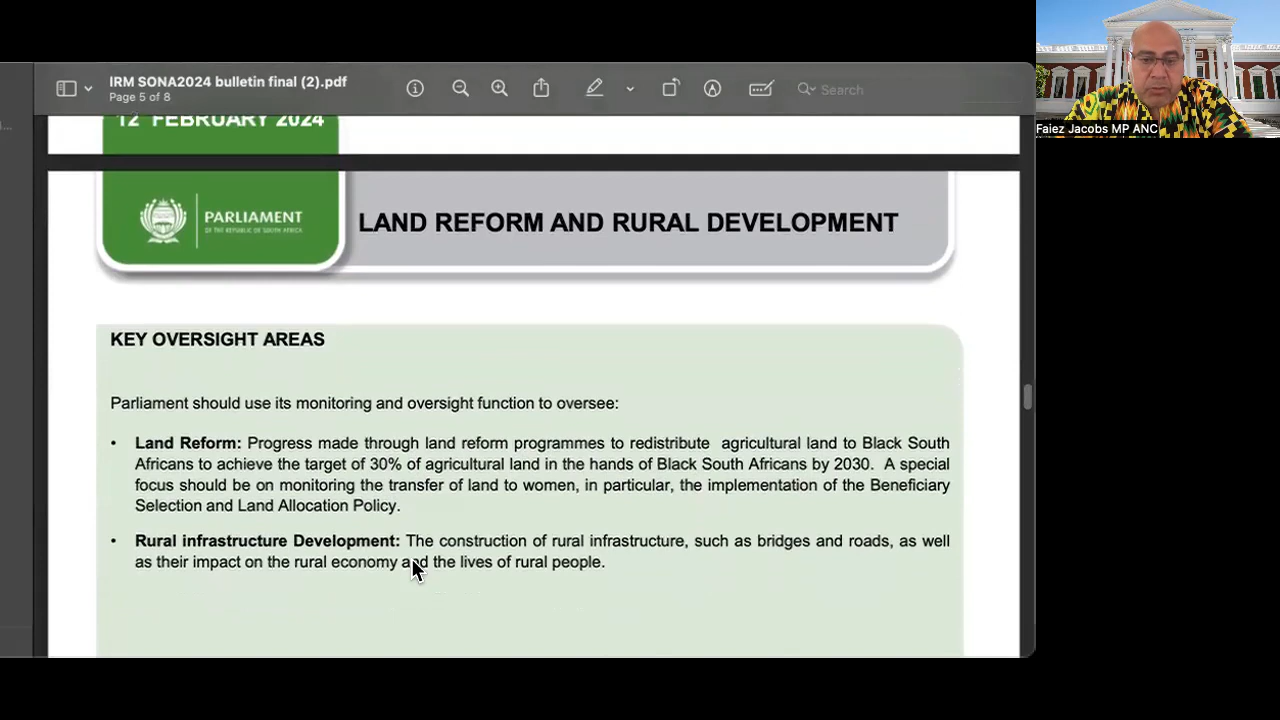 IRM SONA2024 bulletin final (2).pdf
Page 5 of 8
Search
Faiez Jacobs MP ANC
12 FEBRUARY 2024
PARLIAMENT
OF THE REPUBLIC OF SOUTH AFRICA
LAND REFORM AND RURAL DEVELOPMENT
KEY OVERSIGHT AREAS
Parliament should use its monitoring and oversight function to oversee:
• Land Reform: Progress made through land reform programmes to redistribute agricultural land to Black South
Africans to achieve the target of 30% of agricultural land in the hands of Black South Africans by 2030. A special
focus should be on monitoring the transfer of land to women, in particular, the implementation of the Beneficiary
Selection and Land Allocation Policy.
• Rural infrastructure Development: The construction of rural infrastructure, such as bridges and roads, as well
as their impact on the rural economy and the lives of rural people.